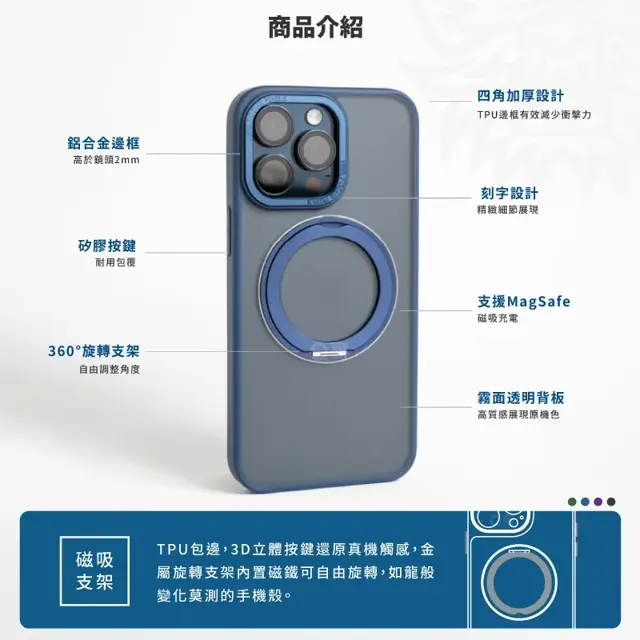 商品介紹
四角加厚設計
TPU邊框有效減少衝擊力
鋁合金邊框
高於鏡頭2mm
刻字設計
精緻細節展現
矽膠按鍵
耐用包覆
支援MagSafe
磁吸充電
360°旋轉支架
自由調整角度
霧面透明背板
高質感展現原機色
磁吸
支架
TPU包邊,3D立體按鍵還原真機觸感,金
屬旋轉支架內置磁鐵可自由旋轉,如龍般
變化莫測的手機殼。